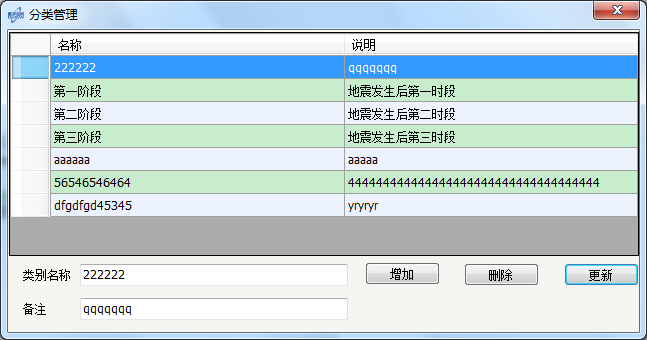 分类管理
名称 说明
222222 qqqqqqq
第一阶段 地震发生后第一时段
第二阶段 地震发生后第二时段
第三阶段 地震发生后第三时段
aaaaaa aaaaa
56546546464 444444444444444444444444444444444444
dfgdfgd45345 yryryr
类别名称 222222 增加 删除 更新
备注 qqqqqqq